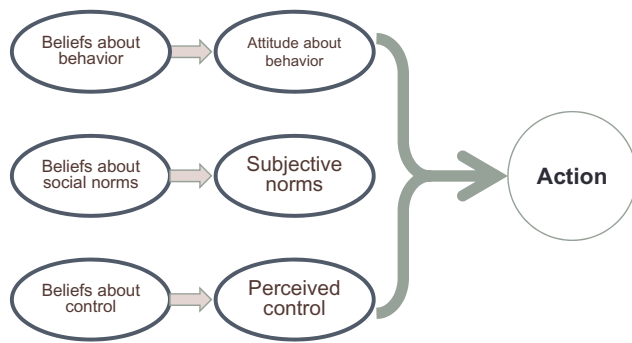 Beliefs about
behavior
Attitude about
behavior
Beliefs about
social norms
Subjective
norms
Action
Beliefs about
control
Perceived
control